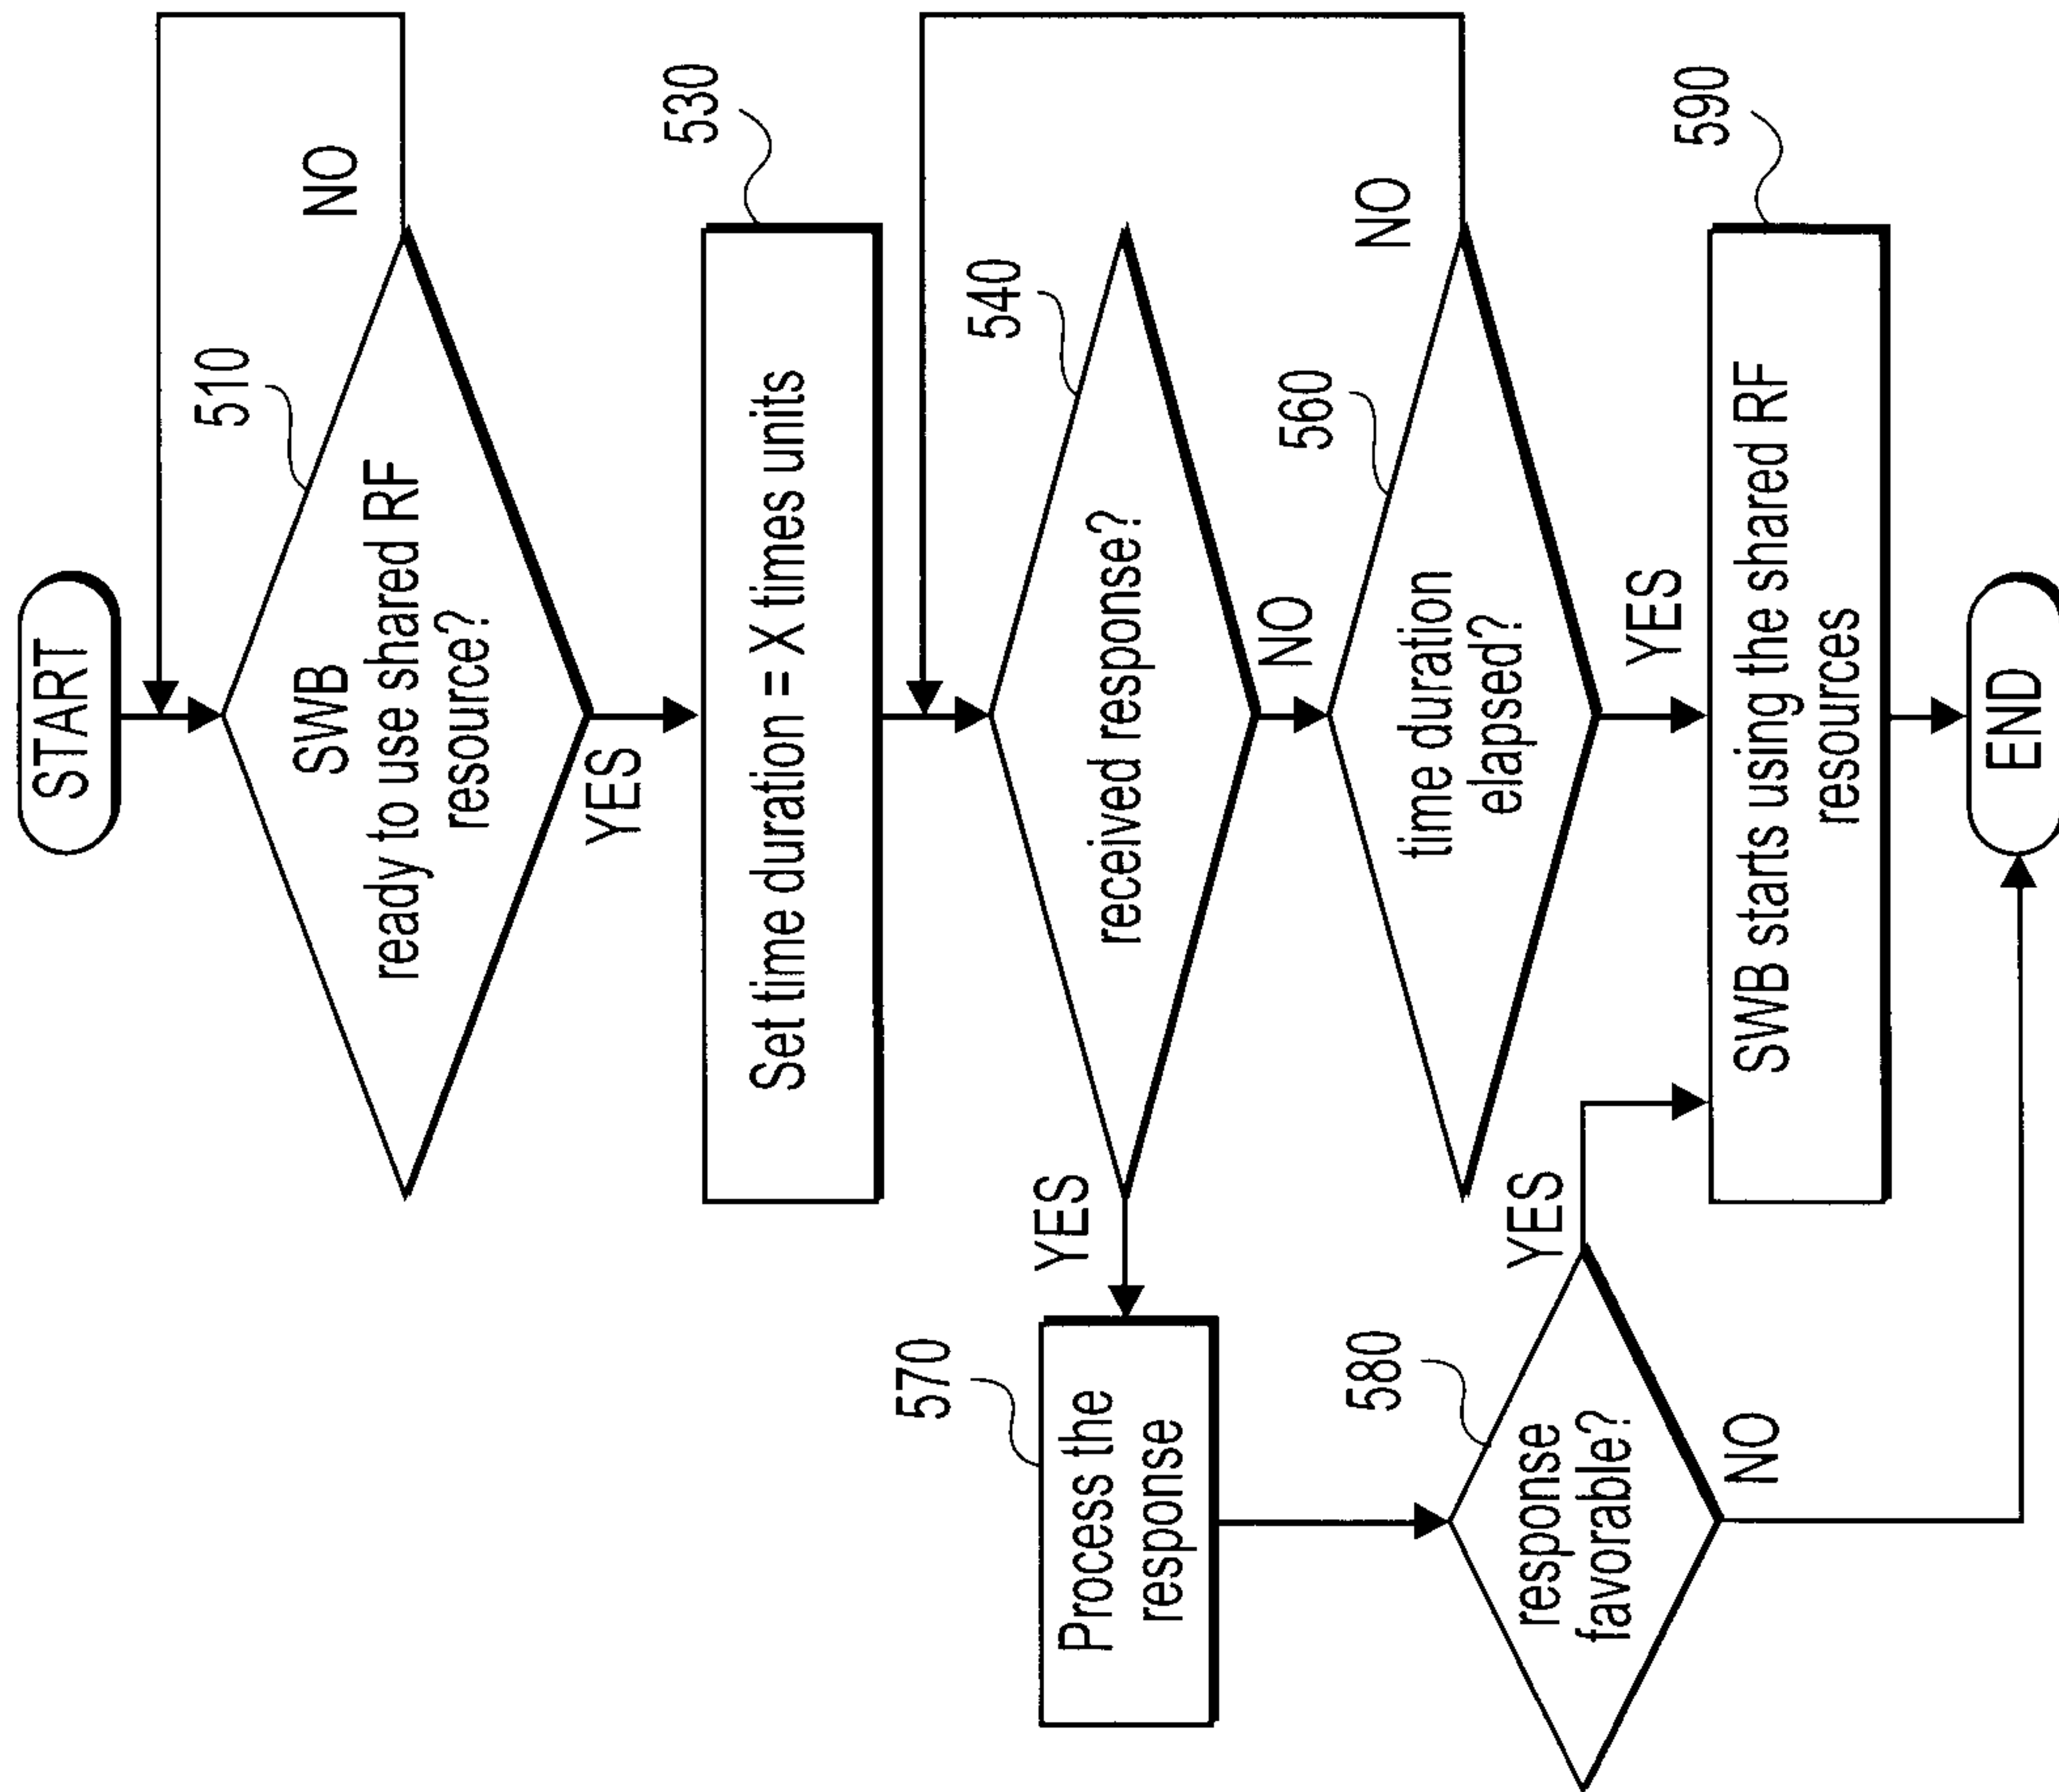 START
510
NO
SWB
ready to use shared RF
resource?
YES
530
Set time duration = X times units
540
received response?
YES
NO
570
Process the
response
560
NO
time duration
elapsed?
YES
580
response
favorable?
YES
NO
590
SWB starts using the shared RF
resources
END